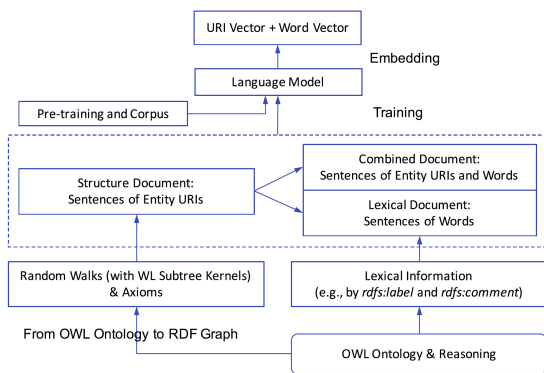 URI Vector + Word Vector
Embedding
Language Model
Pre-training and Corpus
Training
Structure Document:
Sentences of Entity URIs
Combined Document:
Sentences of Entity URIs and Words
Lexical Document:
Sentences of Words
Random Walks (with WL Subtree Kernels)
& Axioms
Lexical Information
(e.g., by rdfs:label and rdfs:comment)
From OWL Ontology to RDF Graph
OWL Ontology & Reasoning